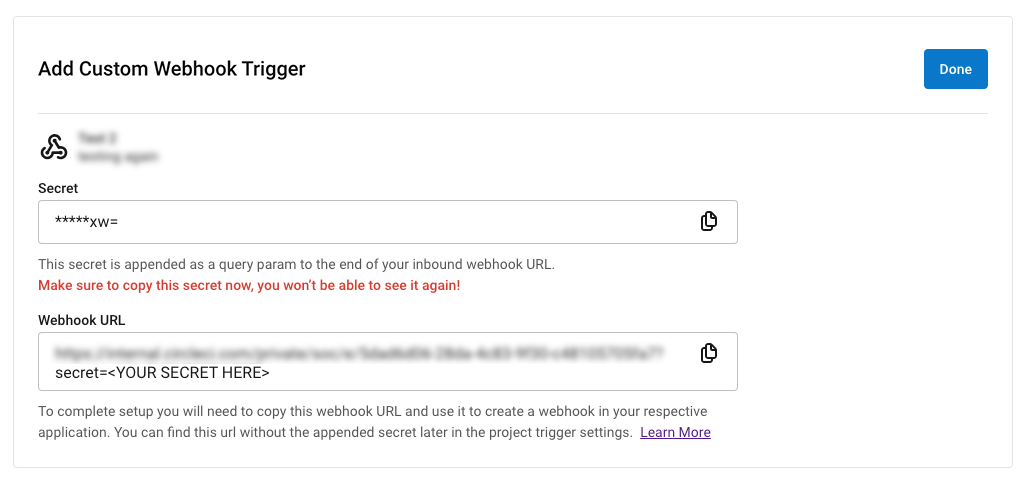 Add Custom Webhook Trigger
Done
Secret
*****xw=
This secret is appended as a query param to the end of your inbound webhook URL.
Make sure to copy this secret now, you won't be able to see it again!
Webhook URL
secret=<YOUR SECRET HERE>
To complete setup you will need to copy this webhook URL and use it to create a webhook in your respective
application. You can find this url without the appended secret later in the project trigger settings. Learn More